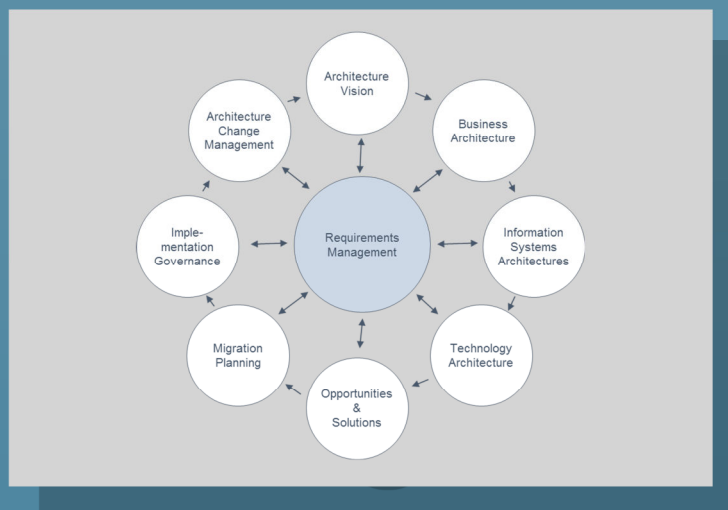 Architecture
Vision
Business
Architecture
Information
Systems
Architectures
Technology
Architecture
Opportunities
&
Solutions
Migration
Planning
Imple-
mentation
Governance
Architecture
Change
Management
Requirements
Management